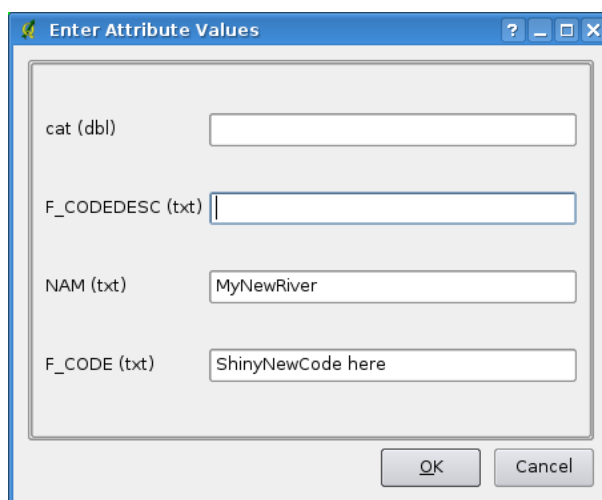 Enter Attribute Values
cat (dbl)
F_CODEDESC (txt)
NAM (txt) MyNewRiver
F_CODE (txt) ShinyNewCode here
OK Cancel